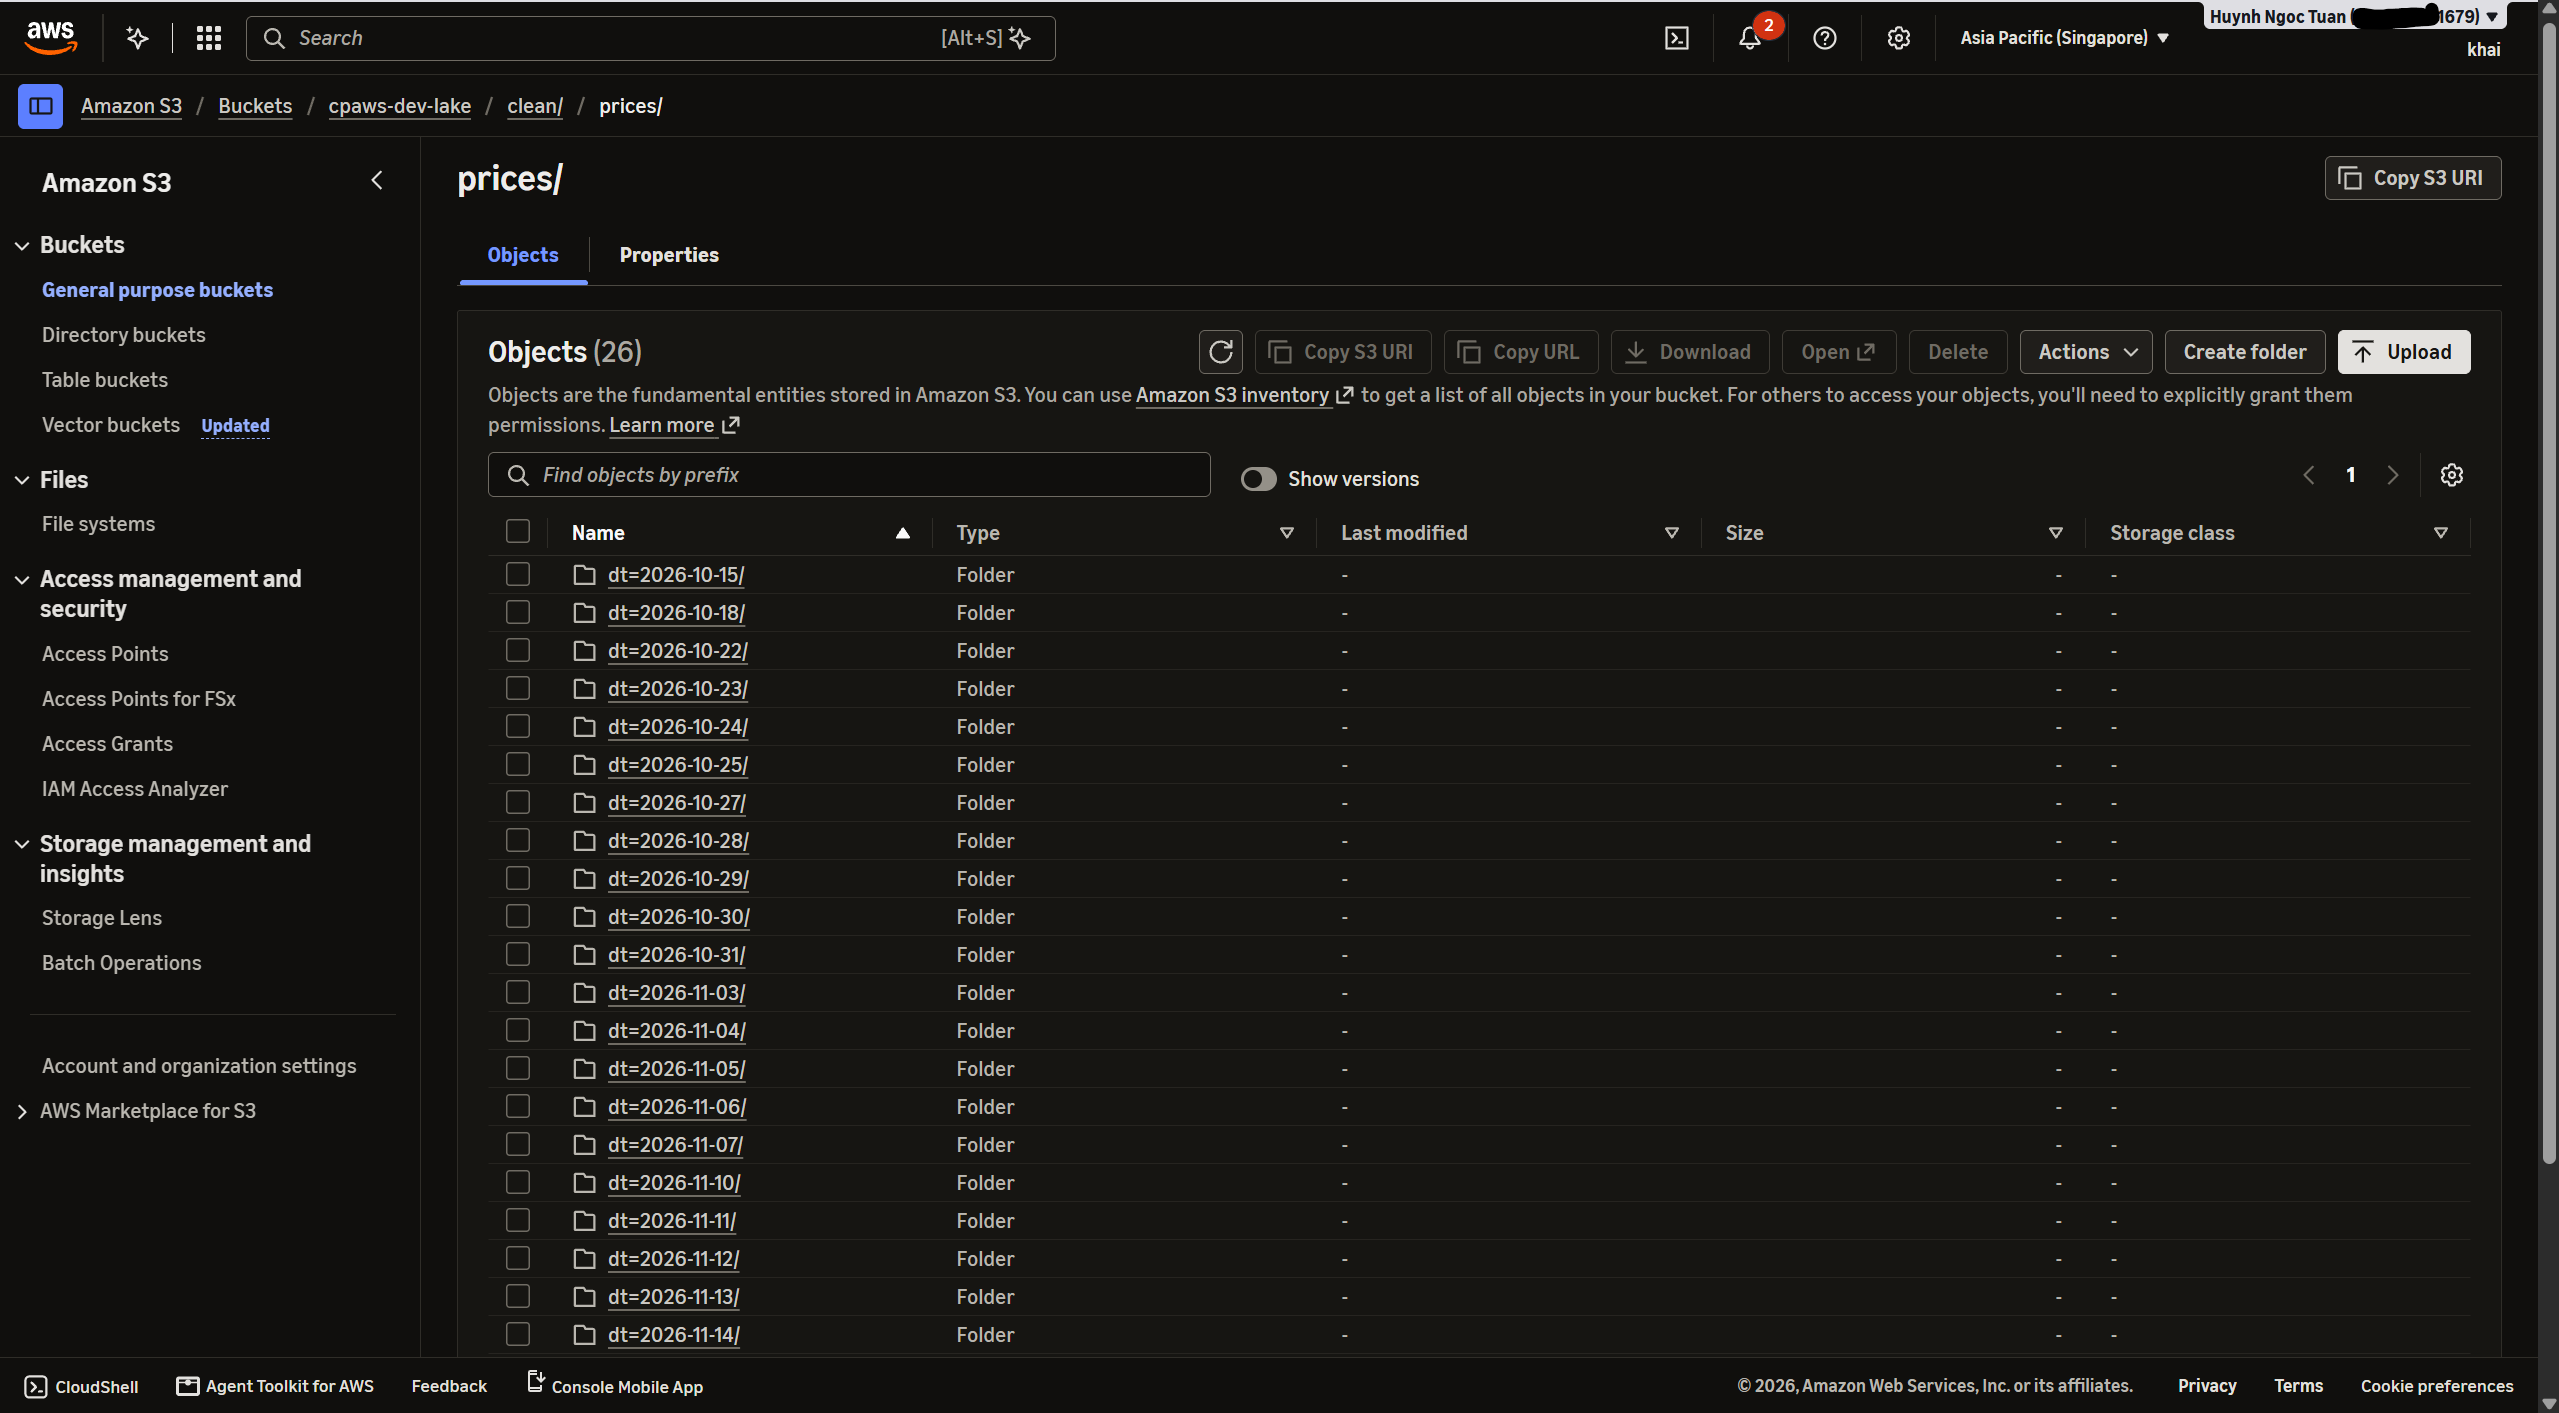 aws
Search
[Alt+S]
2
Asia Pacific (Singapore)
Huynh Ngoc Tuan (
1679)
khai
Amazon S3 / Buckets / cpaws-dev-lake / clean/ / prices/
Amazon S3
Buckets
General purpose buckets
Directory buckets
Table buckets
Vector buckets Updated
Files
File systems
Access management and
security
Access Points
Access Points for FSx
Access Grants
IAM Access Analyzer
Storage management and
insights
Storage Lens
Batch Operations
Account and organization settings
AWS Marketplace for S3
prices/
Copy S3 URI
Objects
Properties
Objects (26)
Copy S3 URI
Copy URL
Download
Open
Delete
Actions
Create folder
Upload
Objects are the fundamental entities stored in Amazon S3. You can use Amazon S3 inventory to get a list of all objects in your bucket. For others to access your objects, you'll need to explicitly grant them
permissions. Learn more
Find objects by prefix
Show versions
1
Name Type Last modified Size Storage class
dt=2026-10-15/ Folder - - -
dt=2026-10-18/ Folder - - -
dt=2026-10-22/ Folder - - -
dt=2026-10-23/ Folder - - -
dt=2026-10-24/ Folder - - -
dt=2026-10-25/ Folder - - -
dt=2026-10-27/ Folder - - -
dt=2026-10-28/ Folder - - -
dt=2026-10-29/ Folder - - -
dt=2026-10-30/ Folder - - -
dt=2026-10-31/ Folder - - -
dt=2026-11-03/ Folder - - -
dt=2026-11-04/ Folder - - -
dt=2026-11-05/ Folder - - -
dt=2026-11-06/ Folder - - -
dt=2026-11-07/ Folder - - -
dt=2026-11-10/ Folder - - -
dt=2026-11-11/ Folder - - -
dt=2026-11-12/ Folder - - -
dt=2026-11-13/ Folder - - -
dt=2026-11-14/ Folder - - -
CloudShell
Agent Toolkit for AWS
Feedback
Console Mobile App
© 2026, Amazon Web Services, Inc. or its affiliates.
Privacy
Terms
Cookie preferences